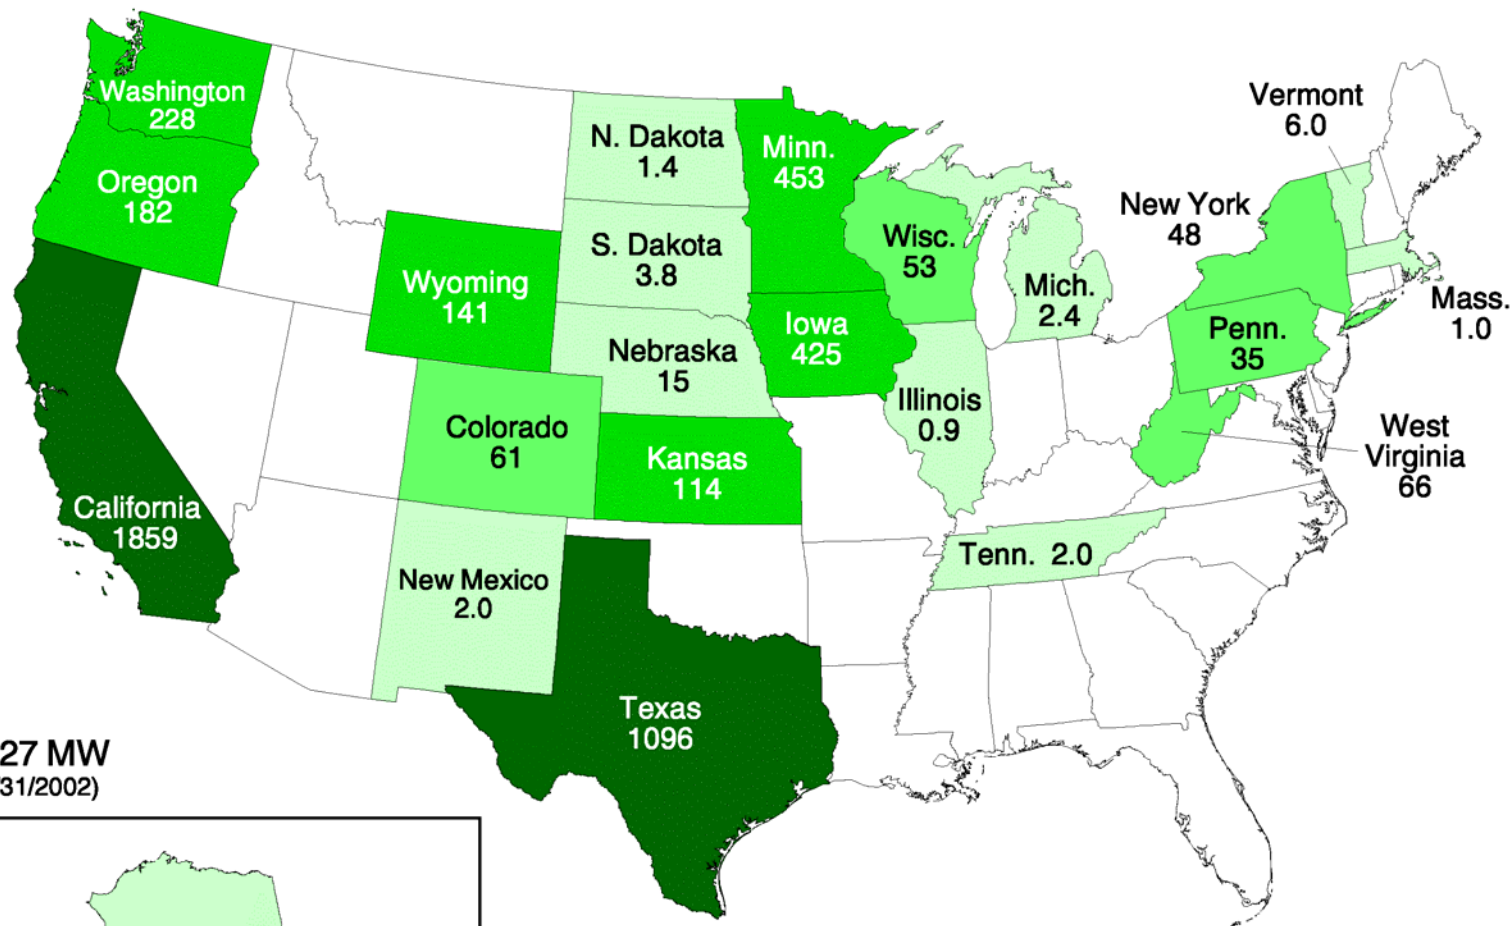 Washington
228
Oregon
182
California
1859
Wyoming
141
Colorado
61
New Mexico
2.0
N. Dakota
1.4
S. Dakota
3.8
Nebraska
15
Kansas
114
Texas
1096
Minn.
453
Iowa
425
Wisc.
53
Illinois
0.9
Mich.
2.4
Tenn. 2.0
Vermont
6.0
New York
48
Mass.
1.0
Penn.
35
West
Virginia
66
27 MW
31/2002)